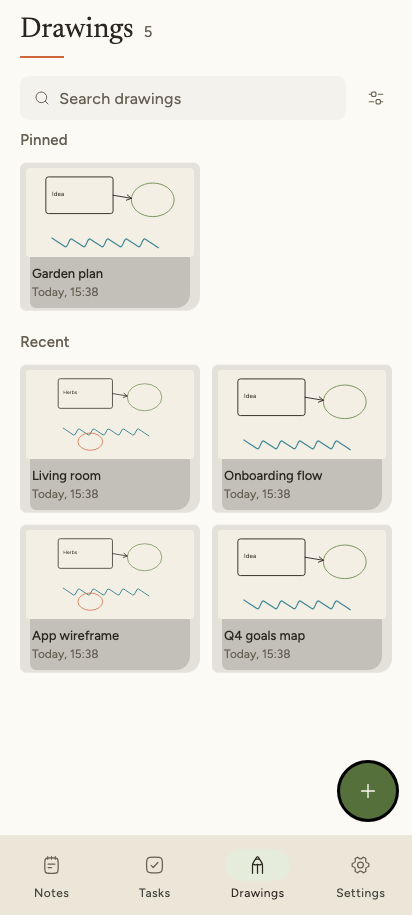 Drawings 5
Search drawings
Pinned
Idea
Garden plan
Today, 15:38
Recent
Herbs
Living room
Today, 15:38
Idea
Onboarding flow
Today, 15:38
Herbs
App wireframe
Today, 15:38
Idea
Q4 goals map
Today, 15:38
Notes
Tasks
Drawings
Settings